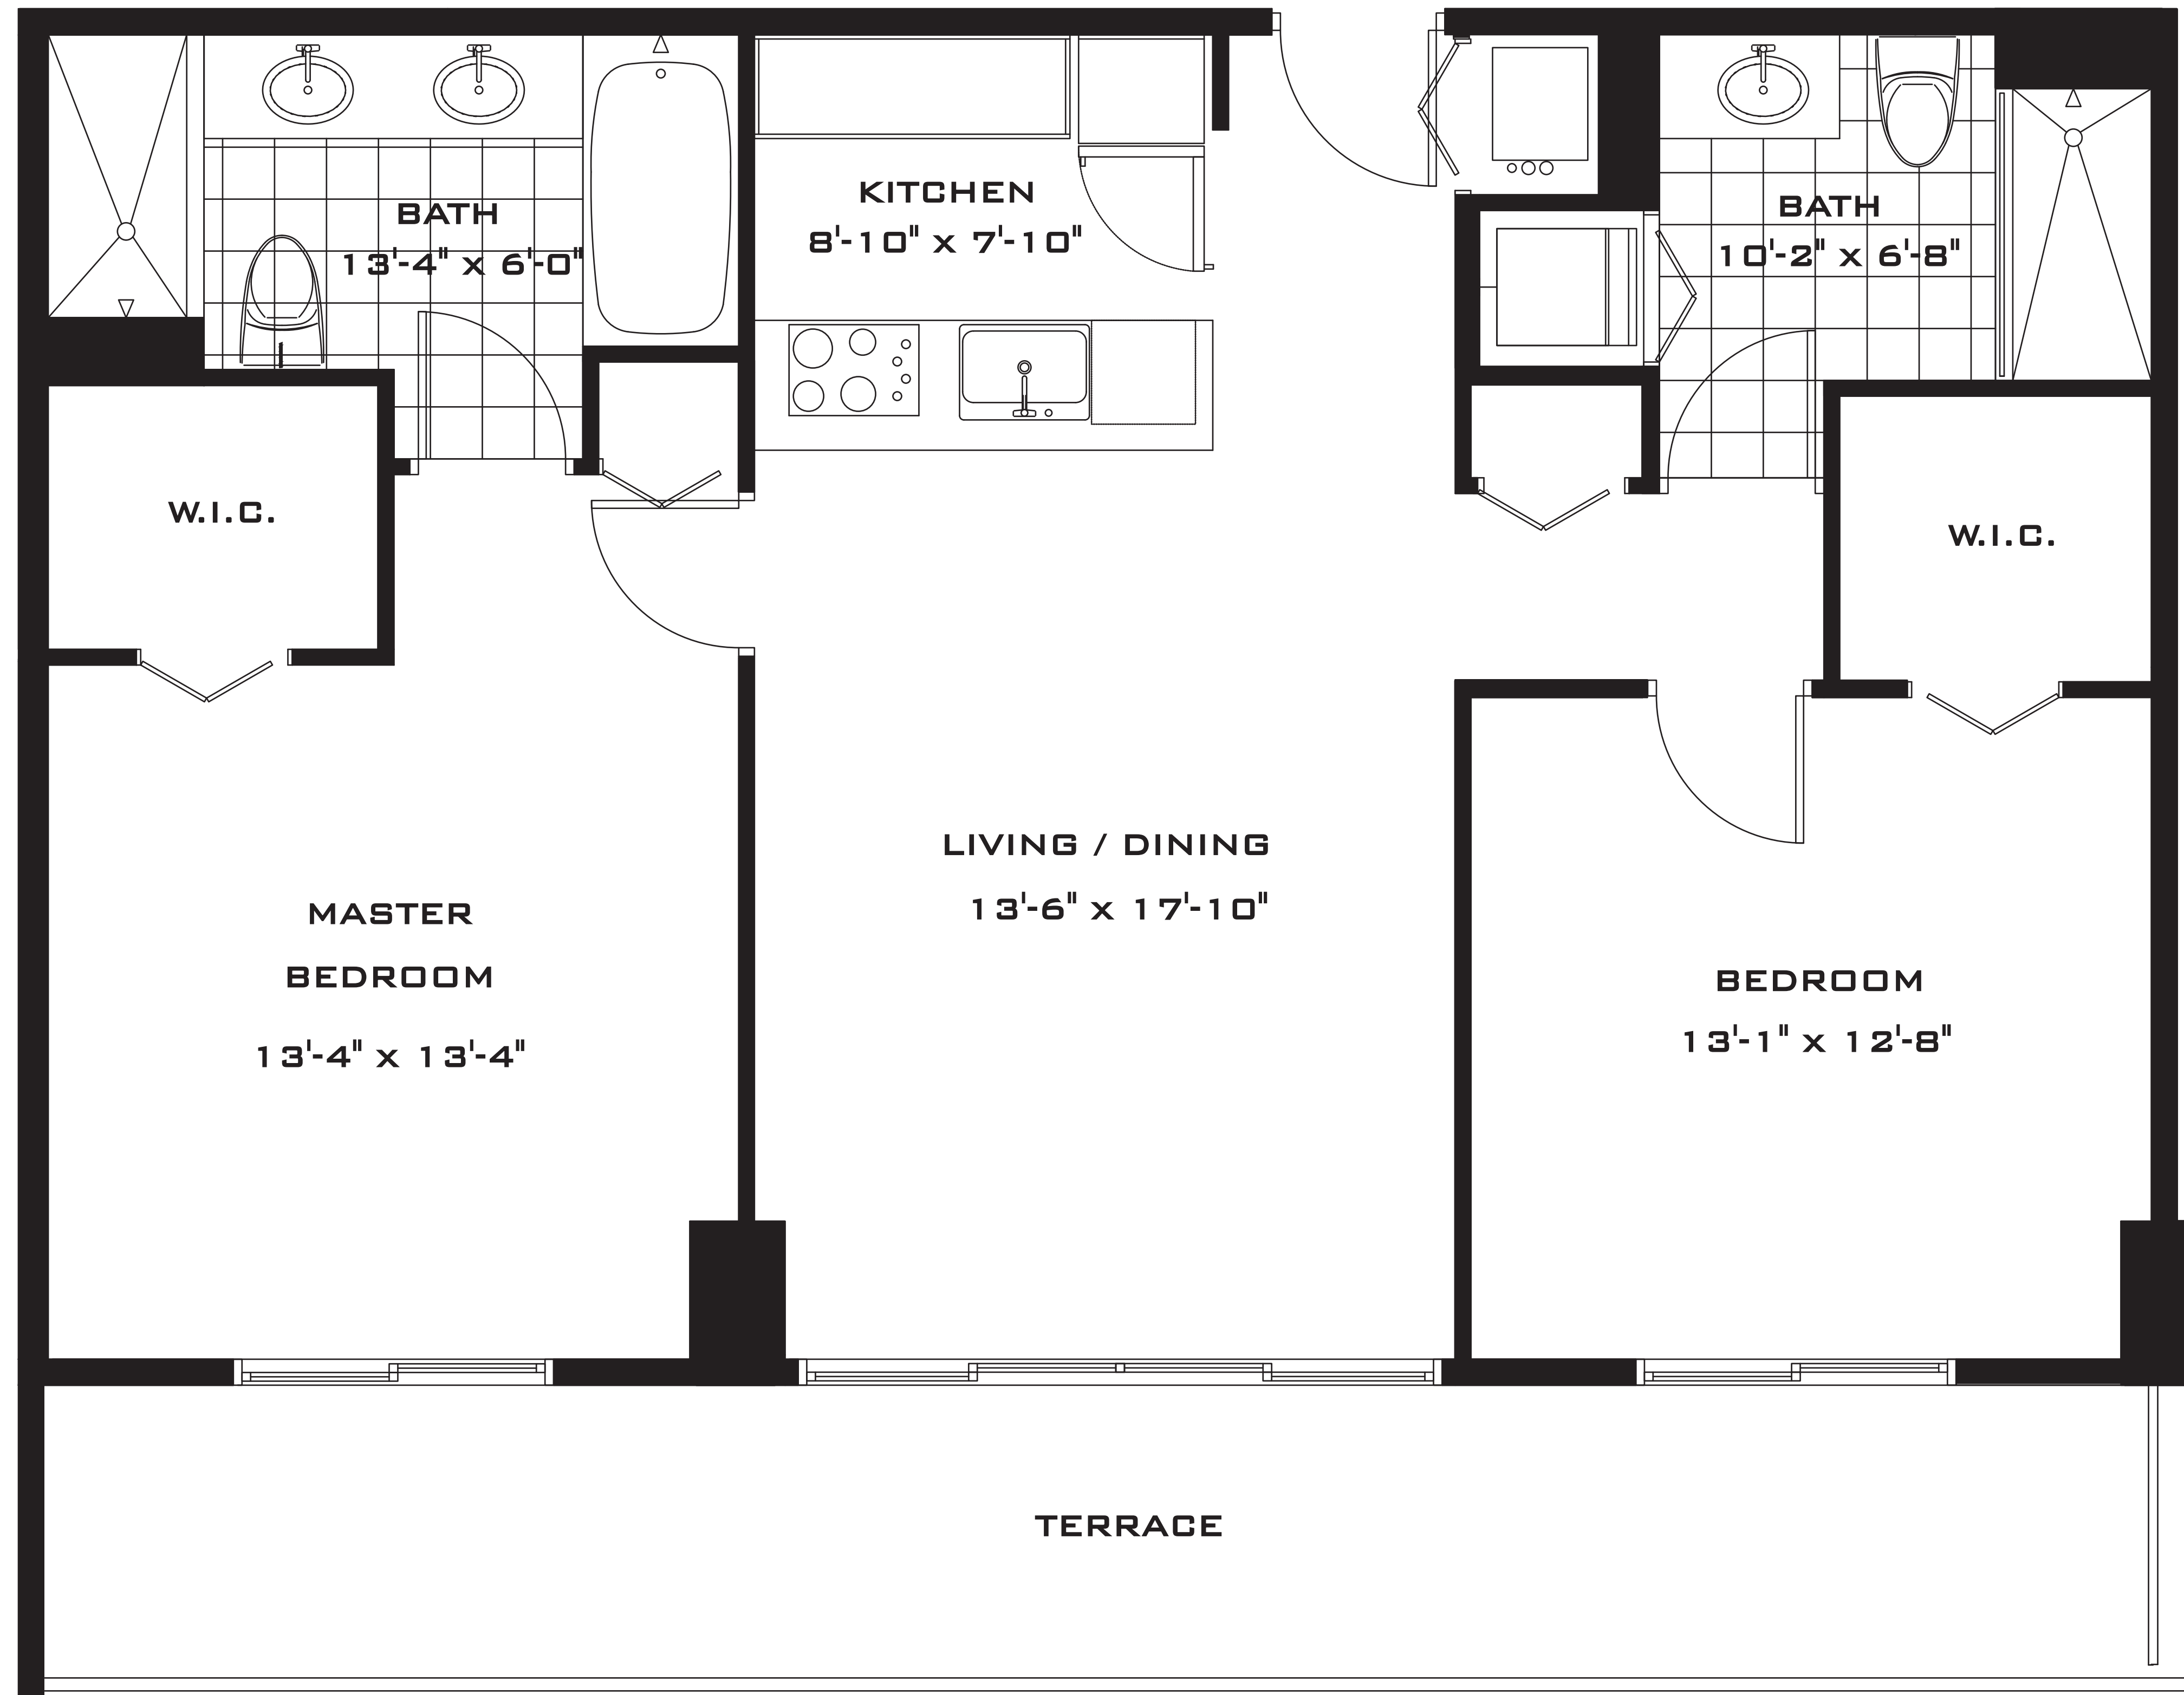 BATH
13'-4" x 6'-0"
KITCHEN
8'-10" x 7'-10"
BATH
10'-2" x 6'-8"
W.I.C.
W.I.C.
LIVING / DINING
13'-6" x 17'-10"
MASTER
BEDROOM
13'-4" x 13'-4"
BEDROOM
13'-1" x 12'-8"
TERRACE